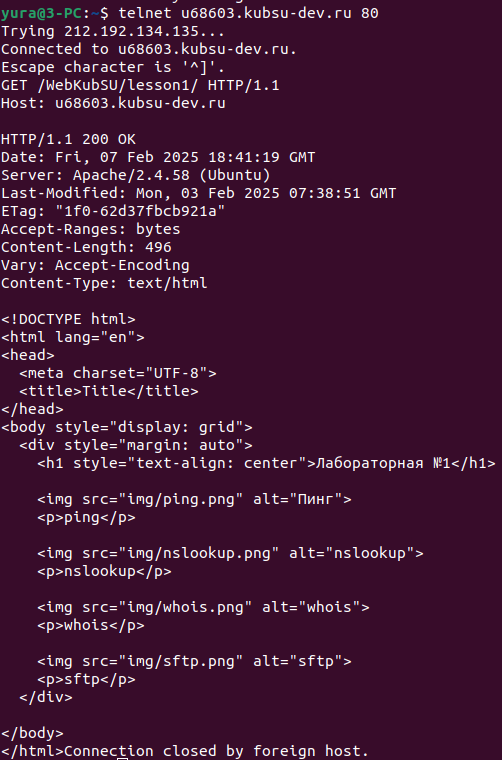 yura@3-PC:~$ telnet u68603.kubsu-dev.ru 80
Trying 212.192.134.135...
Connected to u68603.kubsu-dev.ru.
Escape character is '^]'.
GET /WebKubSU/lesson1/ HTTP/1.1
Host: u68603.kubsu-dev.ru

HTTP/1.1 200 OK
Date: Fri, 07 Feb 2025 18:41:19 GMT
Server: Apache/2.4.58 (Ubuntu)
Last-Modified: Mon, 03 Feb 2025 07:38:51 GMT
ETag: "1f0-62d37fbcb921a"
Accept-Ranges: bytes
Content-Length: 496
Vary: Accept-Encoding
Content-Type: text/html

<!DOCTYPE html>
<html lang="en">
<head>
  <meta charset="UTF-8">
  <title>Title</title>
</head>
<body style="display: grid">
  <div style="margin: auto">
    <h1 style="text-align: center">Лабораторная №1</h1>

    <img src="img/ping.png" alt="Пинг">
    <p>ping</p>

    <img src="img/nslookup.png" alt="nslookup">
    <p>nslookup</p>

    <img src="img/whois.png" alt="whois">
    <p>whois</p>

    <img src="img/sftp.png" alt="sftp">
    <p>sftp</p>
  </div>

</body>
</html>Connection closed by foreign host.